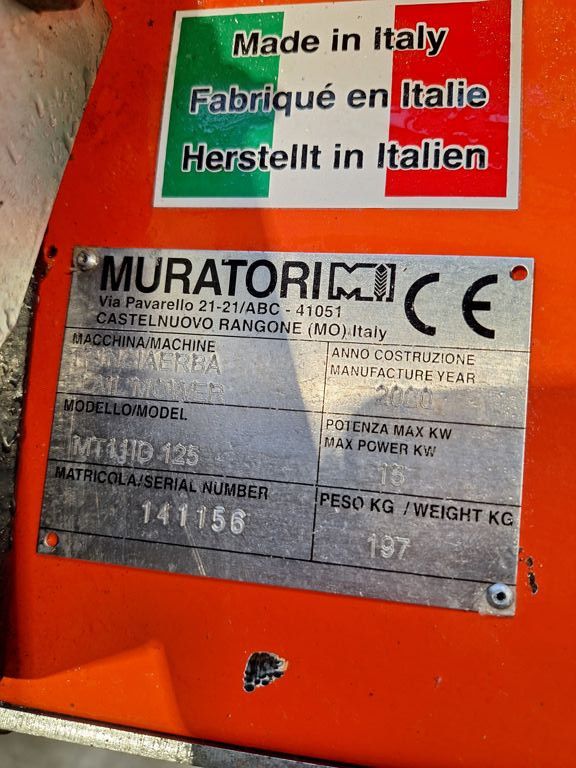 Made in Italy
Fabriqué en Italie
Herstellt in Italien
MURATORI CE
Via Pavarello 21-21/ABC - 41051
CASTELNUOVO RANGONE (MO) Italy
MACCHINA/MACHINE
MOWER
ANNO COSTRUZIONE
MANUFACTURE YEAR
MODELLO/MODEL
125
POTENZA MAX KW
MAX POWER KW
MATRICOLA/SERIAL NUMBER
141156
PESO KG / WEIGHT KG
197